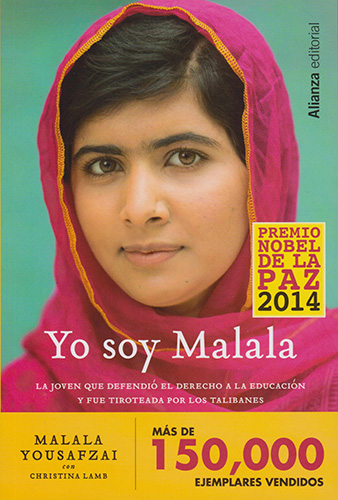 Alianza editorial
PREMIO
NOBEL
DE LA
PAZ
2014
Yo soy Malala
LA JOVEN QUE DEFENDIÓ EL DERECHO A LA EDUCACIÓN
Y FUE TIROTEADA POR LOS TALIBANES
MALALA
YOUSAFZAI
con
CHRISTINA LAMB
MÁS DE
150,000
EJEMPLARES VENDIDOS